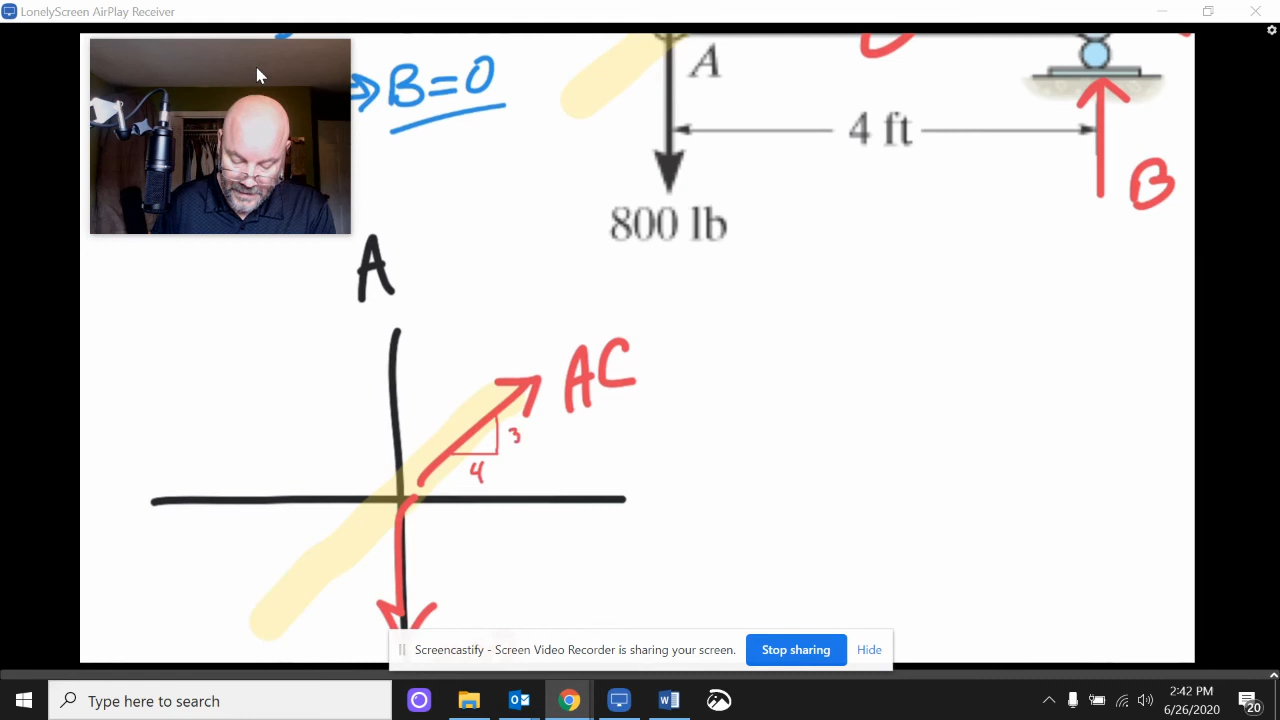 LonelyScreen AirPlay Receiver
⇒ B=0
A
4 ft
B
800 lb
A
AC
3
4
Screencastify - Screen Video Recorder is sharing your screen.
Stop sharing
Hide
Type here to search
2:42 PM
6/26/2020
20